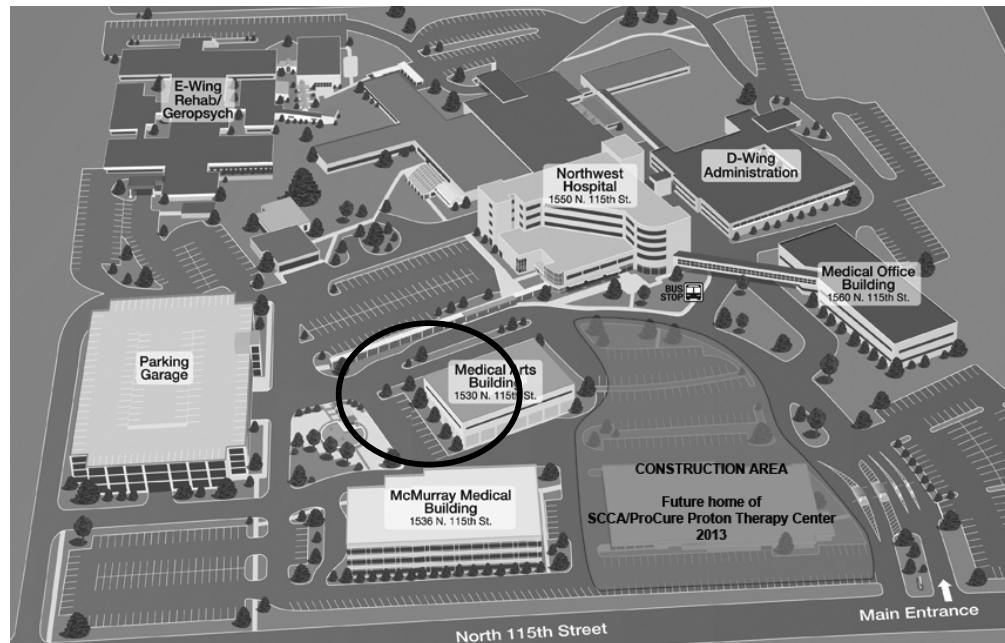 E-Wing
Rehab/
Geropsych
Northwest
Hospital
1550 N. 115th St.
D-Wing
Administration
Medical Office
Building
1560 N. 115th St.
BUS
STOP
Parking
Garage
Medical Arts
Building
1530 N. 115th St.
McMurray Medical
Building
1536 N. 115th St.
CONSTRUCTION AREA
Future home of
SCCA/ProCure Proton Therapy Center
2013
Main Entrance
North 115th Street